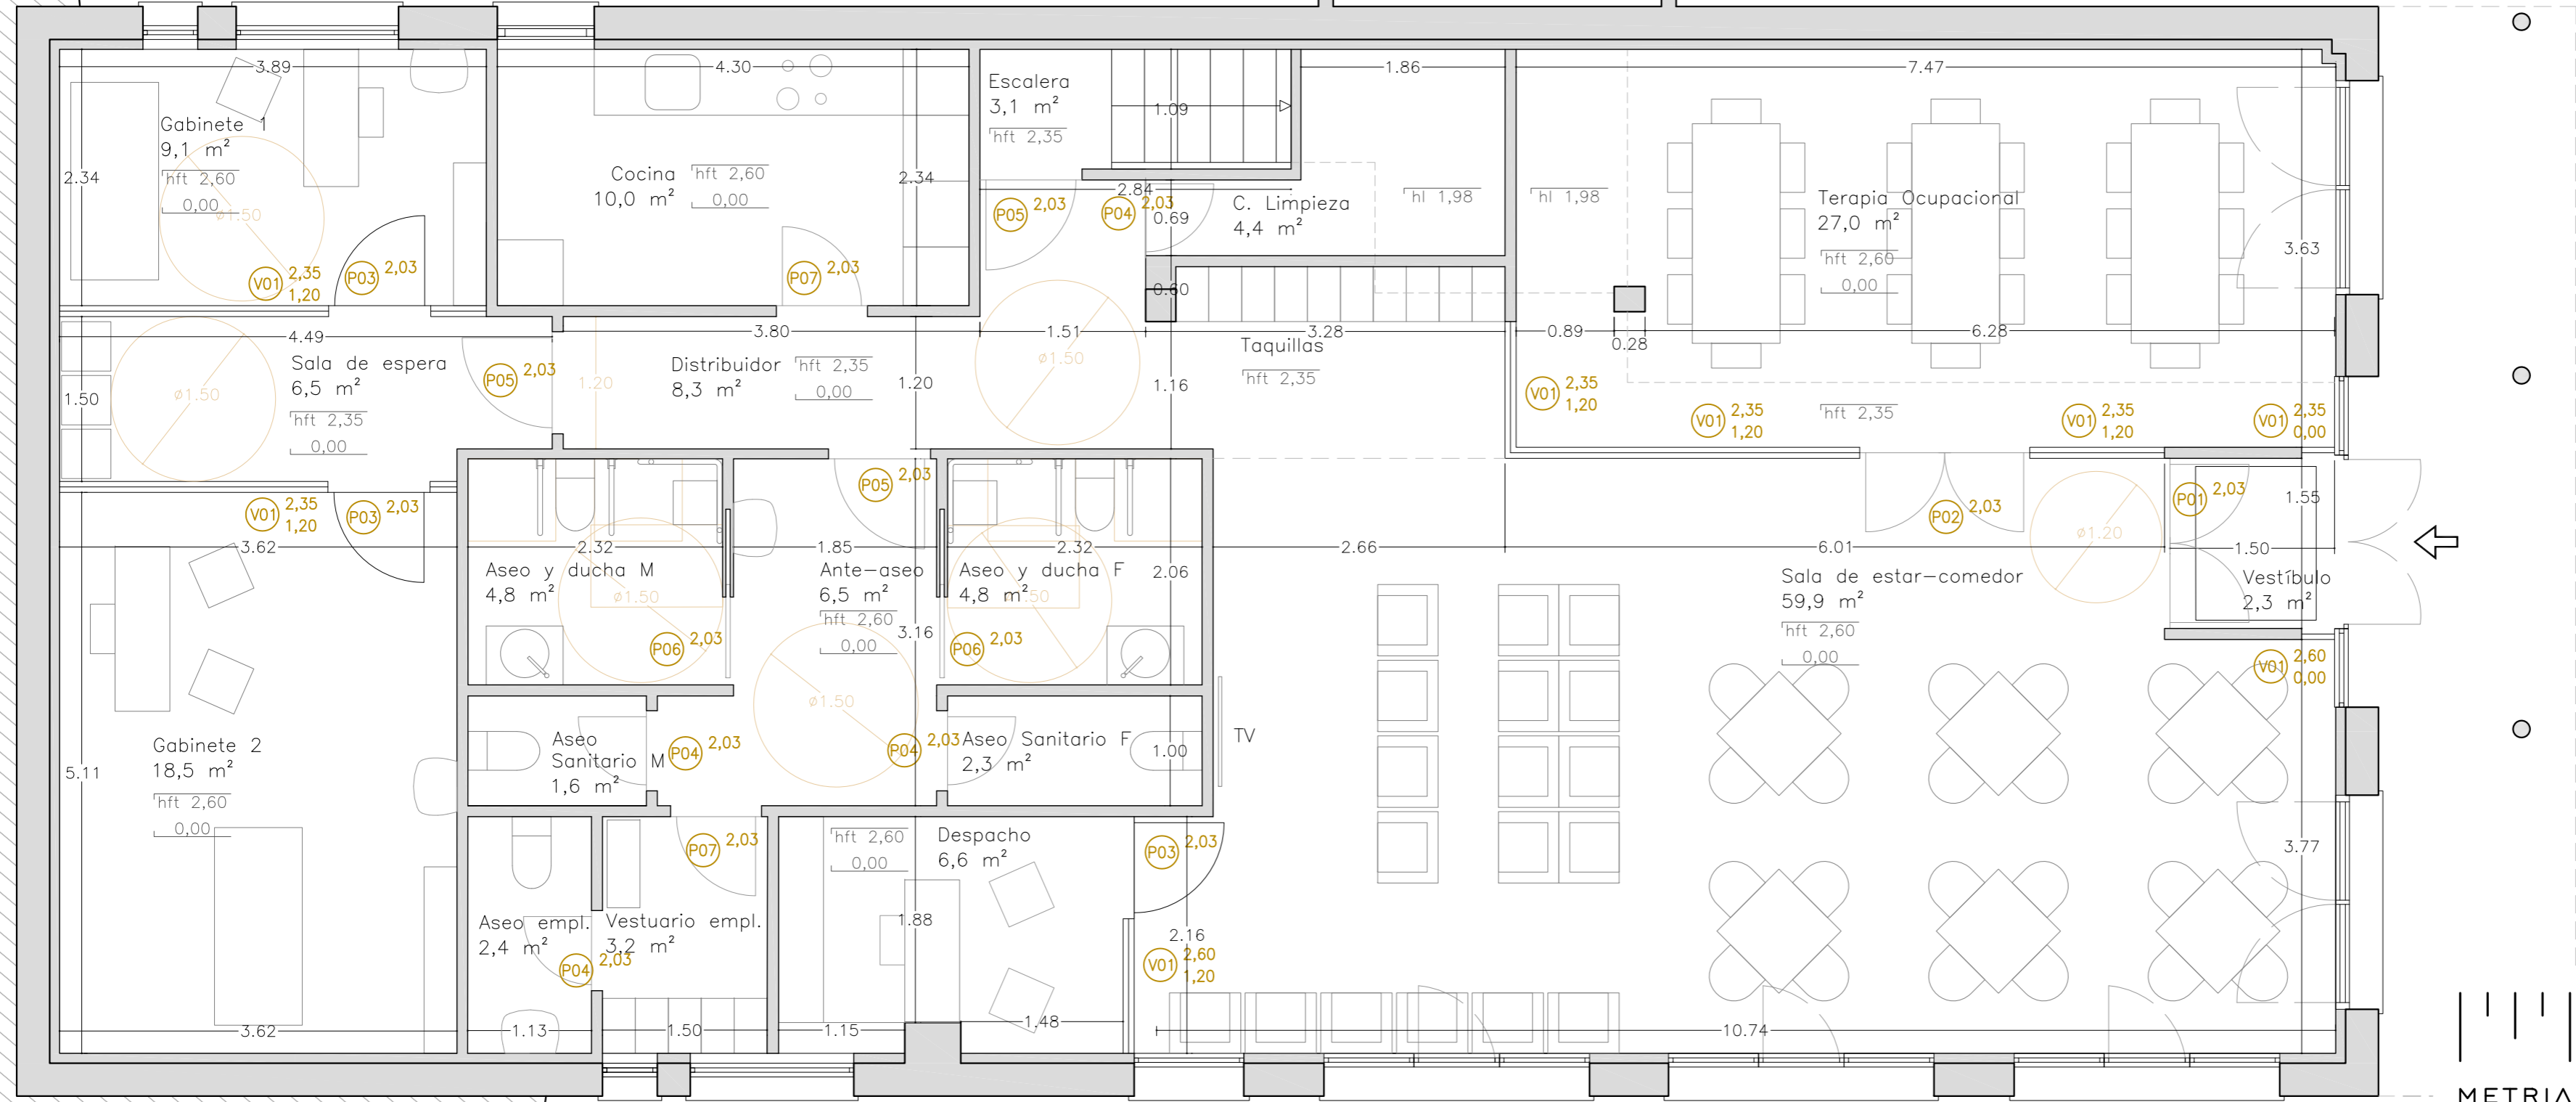 3.89
4.30
1.86
7.47
Escalera
3,1 m²
hft 2,35
1.09
Gabinete 1
9,1 m²
hft 2,60
0,00
ø1.50
2.34
V01 2,35 1,20
P03 2,03
Cocina
10,0 m²
hft 2,60
0,00
2.34
P07 2,03
2.84
P05 2,03
P04 2,03
0.69
C. Limpieza
4,4 m²
hl 1,98
hl 1,98
0.60
Terapia Ocupacional
27,0 m²
hft 2,60
0,00
3.63
4.49
3.80
1.51
3.28
0.89
0.28
6.28
Sala de espera
6,5 m²
hft 2,35
0,00
1.50
ø1.50
P05 2,03
1.20
Distribuidor
8,3 m²
hft 2,35
0,00
1.20
ø1.50
1.16
Taquillas
hft 2,35
V01 2,35 1,20
V01 2,35 1,20
hft 2,35
V01 2,35 1,20
V01 2,35 0,00
V01 2,35 1,20
P03 2,03
P05 2,03
P02 2,03
P01 2,03
1.55
3.62
2.32
1.85
2.32
2.66
6.01
ø1.20
1.50
Aseo y ducha M
4,8 m²
ø1.50
P06 2,03
Ante-aseo
6,5 m²
hft 2,60
0,00
3.16
ø1.50
Aseo y ducha F
4,8 m²
1.50
P06 2,03
2.06
Sala de estar-comedor
59,9 m²
hft 2,60
0,00
Vestíbulo
2,3 m²
V01 2,60 0,00
Gabinete 2
18,5 m²
hft 2,60
0,00
5.11
Aseo
Sanitario M
1,6 m²
P04 2,03
P04 2,03
Aseo Sanitario F
2,3 m²
1.00
TV
P07 2,03
hft 2,60
0,00
Despacho
6,6 m²
P03 2,03
3.77
Aseo empl.
2,4 m²
P04 2,03
Vestuario empl.
3,2 m²
1.88
2.16
V01 2,60 1,20
3.62
1.13
1.50
1.15
1.48
10.74
METRIA